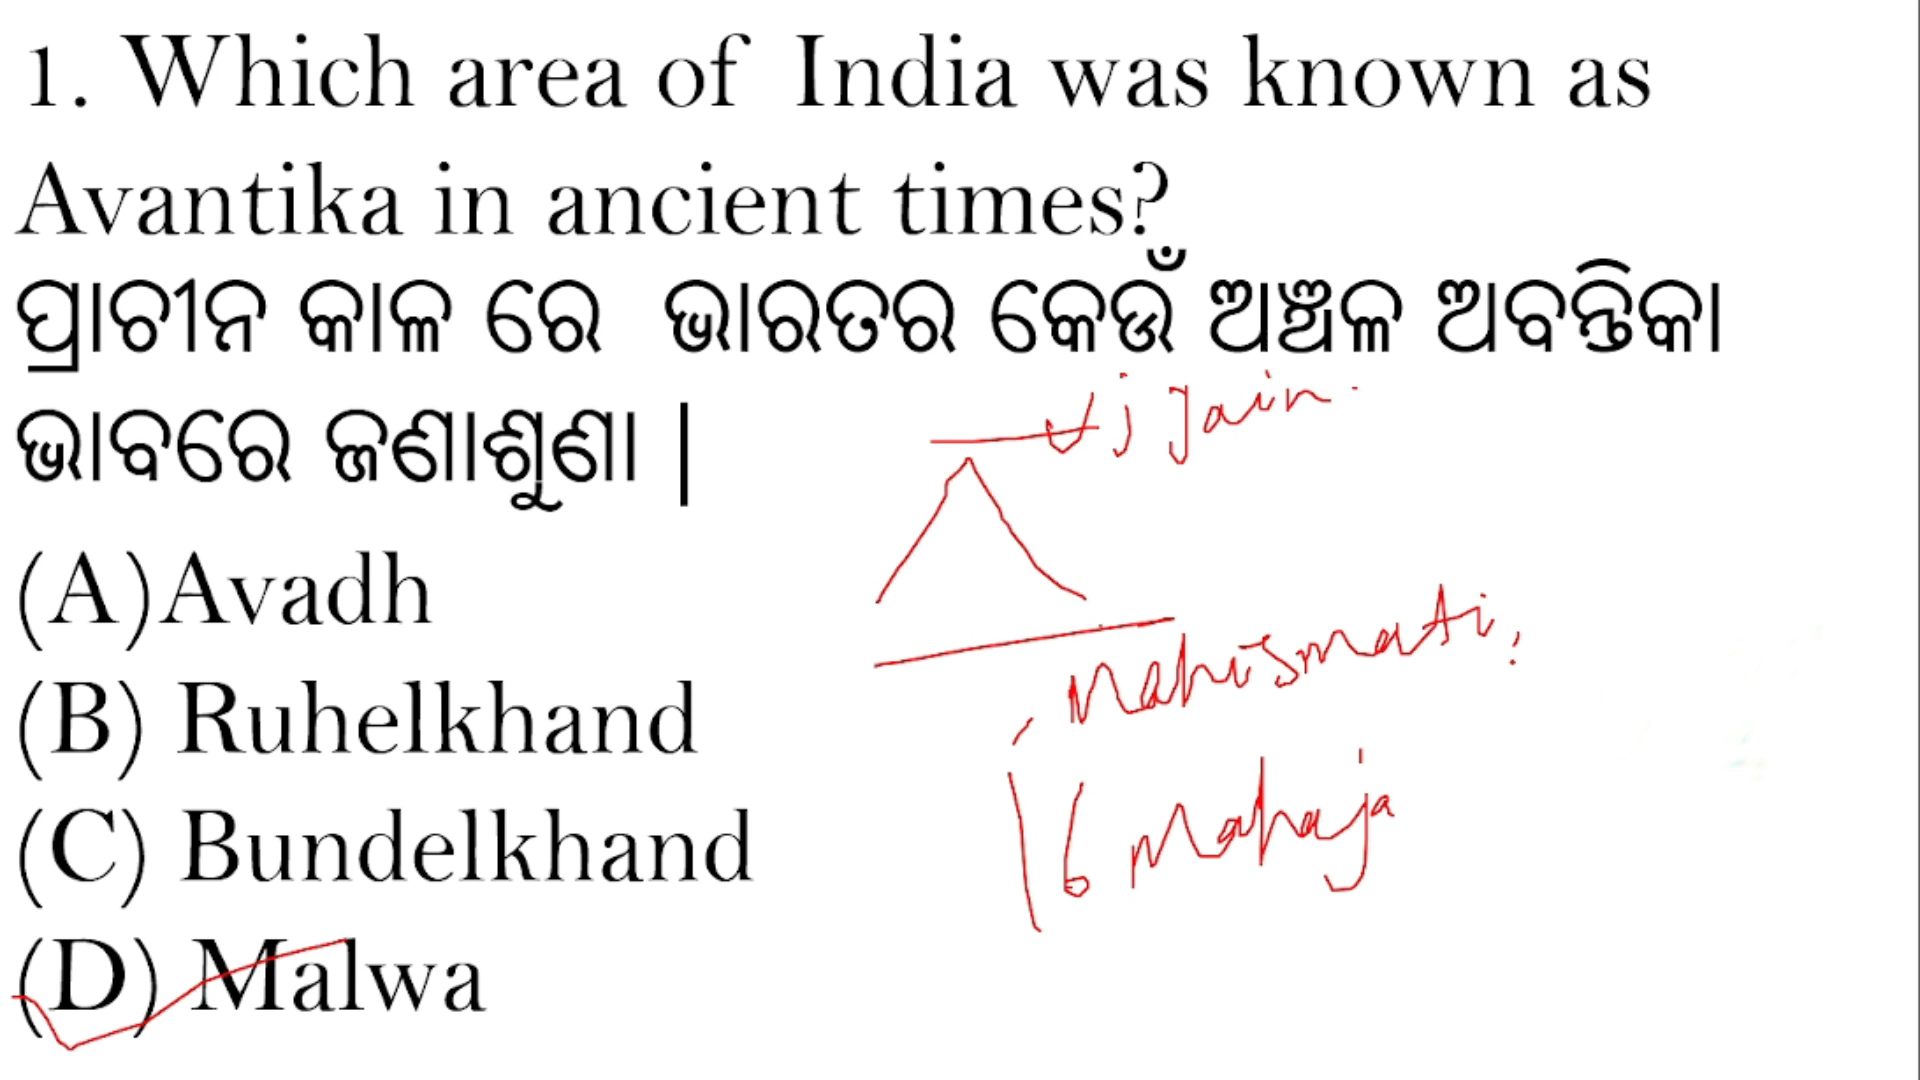 1. Which area of India was known as
Avantika in ancient times?
ପ୍ରାଚୀନ କାଳ ରେ ଭାରତର କେଉଁ ଅଞ୍ଚଳ ଅବନ୍ତିକା
ଭାବରେ ଜଣାଶୁଣା |
Ujjain.
(A)Avadh
Mahismati,
(B) Ruhelkhand
16 Mahaja
(C) Bundelkhand
(D) Malwa